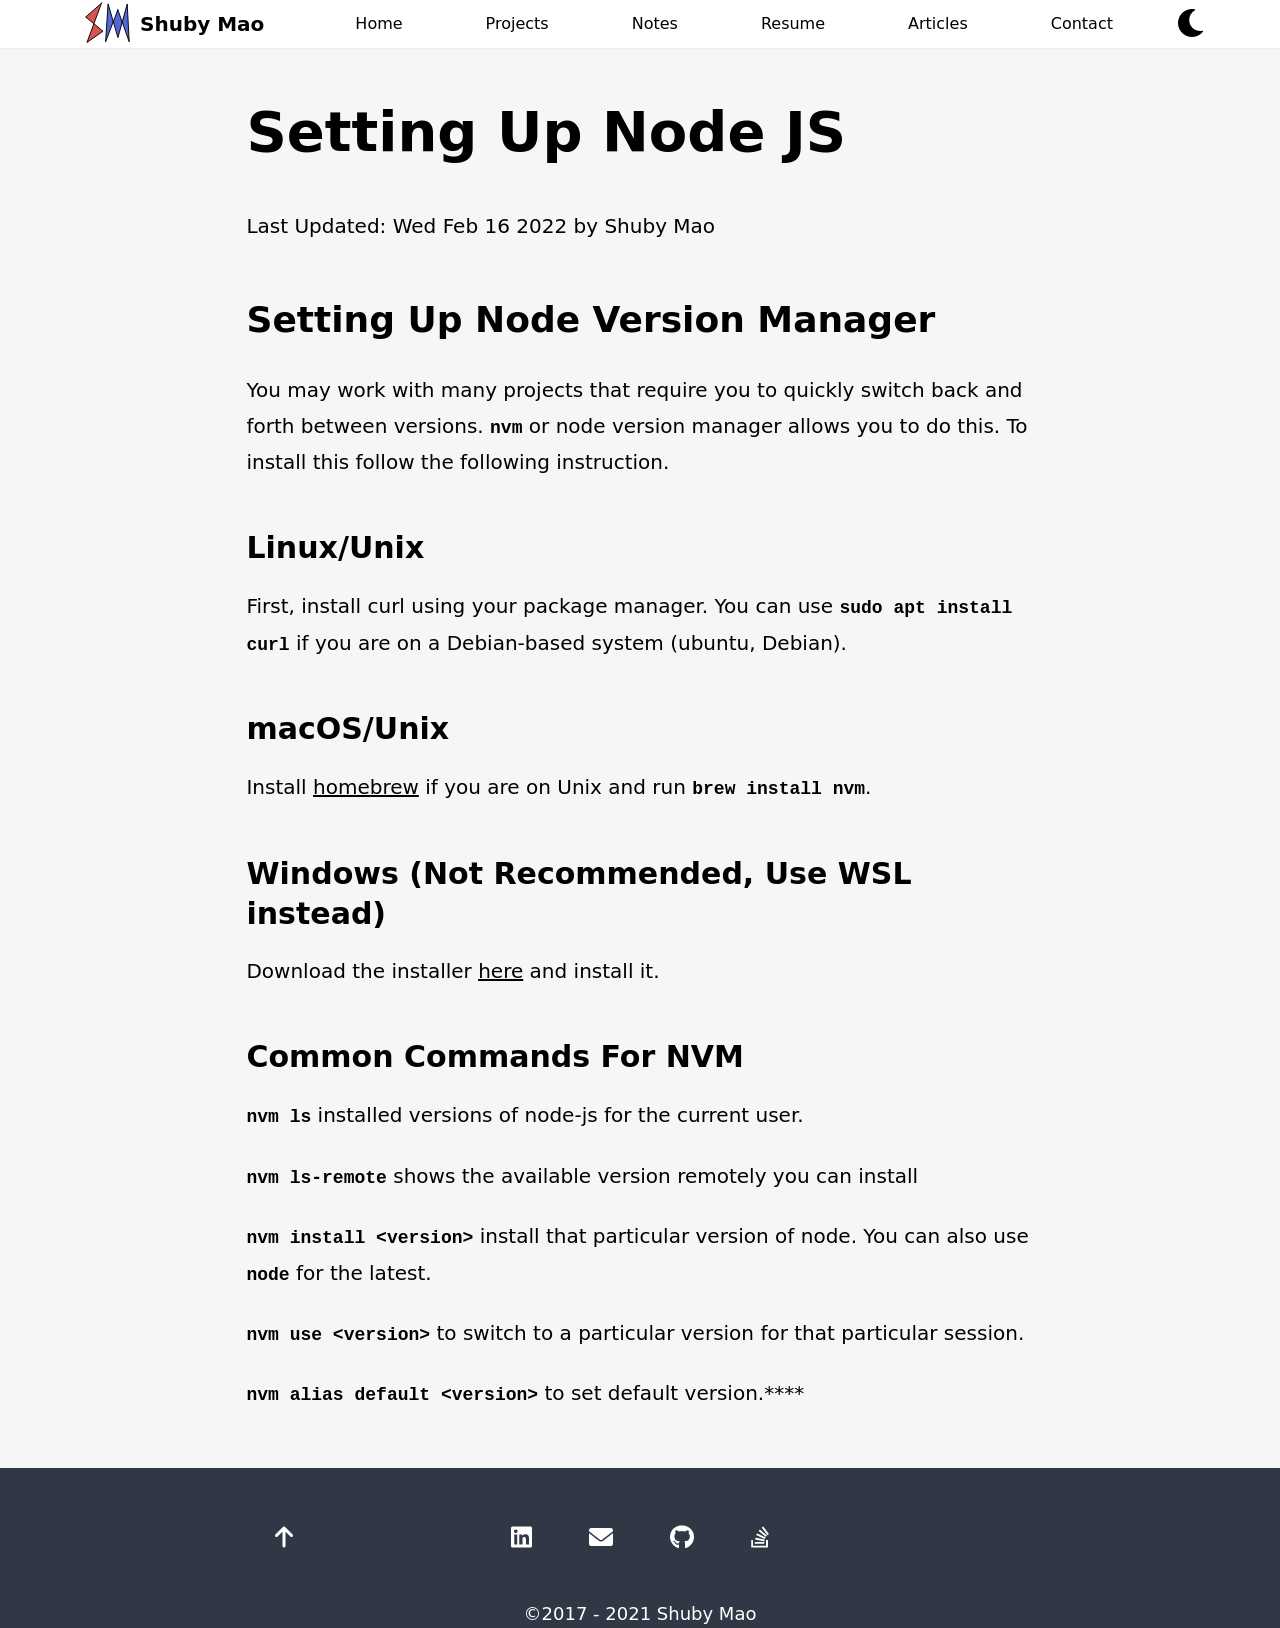 Shuby Mao Home Projects Notes Resume Articles Contact
Setting Up Node JS
Last Updated: Wed Feb 16 2022 by Shuby Mao
Setting Up Node Version Manager
You may work with many projects that require you to quickly switch back and
forth between versions. nvm or node version manager allows you to do this. To
install this follow the following instruction.
Linux/Unix
First, install curl using your package manager. You can use sudo apt install
curl if you are on a Debian-based system (ubuntu, Debian).
macOS/Unix
Install homebrew if you are on Unix and run brew install nvm.
Windows (Not Recommended, Use WSL
instead)
Download the installer here and install it.
Common Commands For NVM
nvm ls installed versions of node-js for the current user.
nvm ls-remote shows the available version remotely you can install
nvm install <version> install that particular version of node. You can also use
node for the latest.
nvm use <version> to switch to a particular version for that particular session.
nvm alias default <version> to set default version.****
©2017 - 2021 Shuby Mao